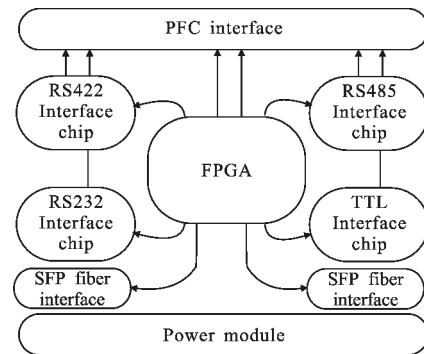 PFC interface
RS422
Interface
chip
RS485
Interface
chip
FPGA
RS232
Interface
chip
TTL
Interface
chip
SFP fiber
interface
SFP fiber
interface
Power module